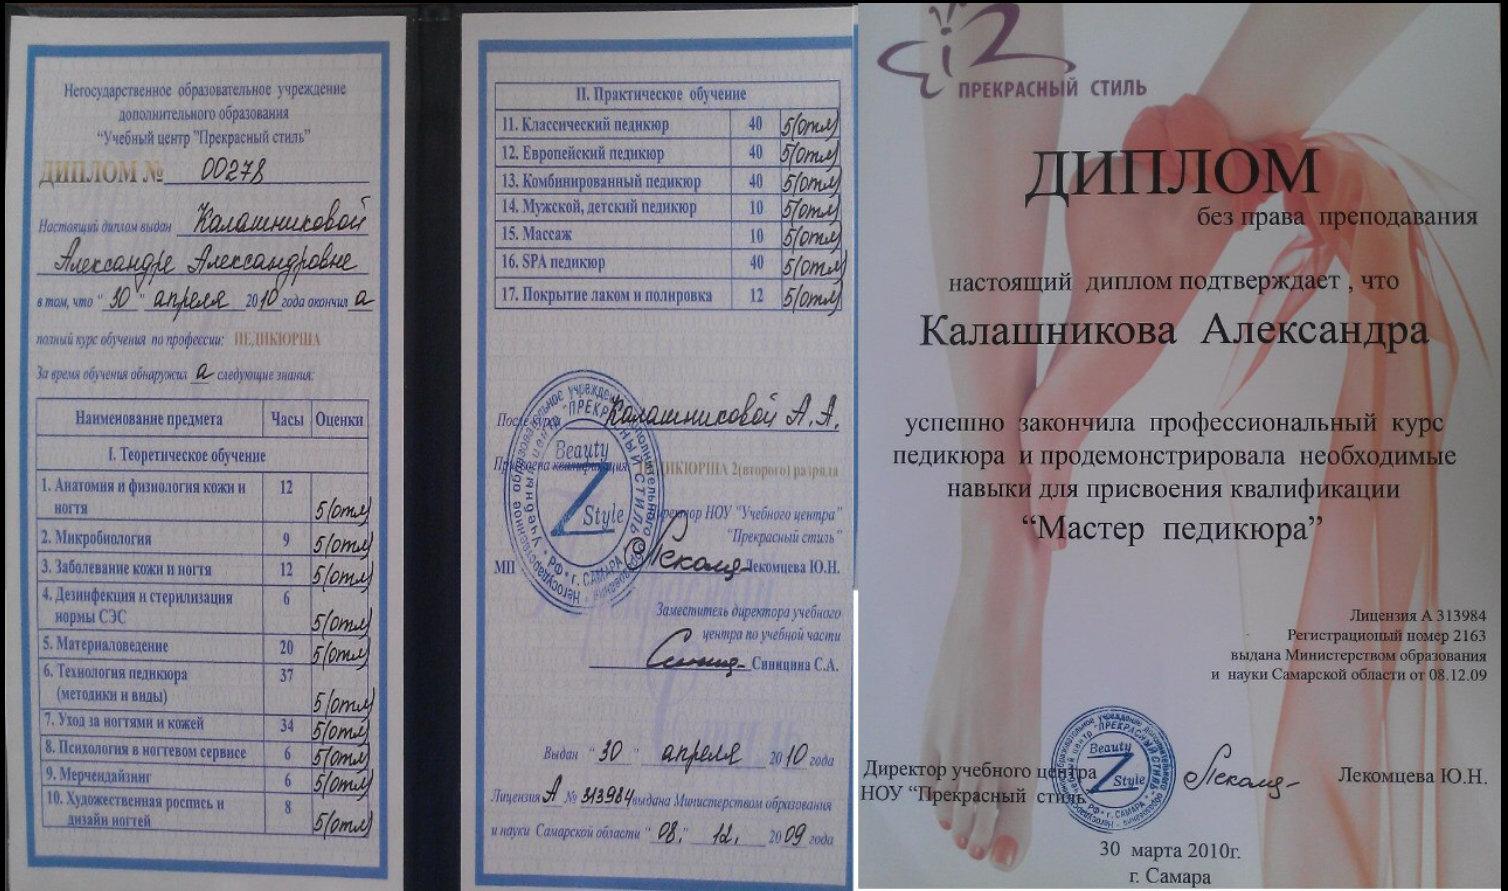 Негосударственное образовательное учреждение
дополнительного образования
“Учебный центр ”Прекрасный стиль”
ДИПЛОМ № 00278
Настоящий диплом выдан Калашниковой
Александре Александровне
в том, что “30” апреля 2010 года окончил а
полный курс обучения по профессии: ПЕДИКЮРША
За время обучения обнаружил а следующие знания:
Наименование предмета Часы Оценки
I. Теоретическое обучение
1. Анатомия и физиология кожи и 12
ногтя 5(отл)
2. Микробиология 9 5(отл)
3. Заболевание кожи и ногтя 12 5(отл)
4. Дезинфекция и стерилизация 6
нормы СЭС 5(отл)
5. Материаловедение 20 5(отл)
6. Технология педикюра 37
(методики и виды) 5(отл)
7. Уход за ногтями и кожей 34 5(отл)
8. Психология в ногтевом сервисе 6 5(отл)
9. Мерчендайзинг 6 5(отл)
10. Художественная роспись и 8
дизайн ногтей 5(отл)
II. Практическое обучение
11. Классический педикюр 40 5(отл)
12. Европейский педикюр 40 5(отл)
13. Комбинированный педикюр 40 5(отл)
14. Мужской, детский педикюр 10 5(отл)
15. Массаж 10 5(отл)
16. SPA педикюр 40 5(отл)
17. Покрытие лаком и полировка 12 5(отл)
Калашниковой А.А.
квалификация ПЕДИКЮРША 2(второго) разряда
Директор НОУ “Учебного центра”
“Прекрасный стиль”
МП Лекомцева Ю.Н.
Beauty
Z
Style
Заместитель директора учебного
центра по учебной части
Синицина С.А.
Выдан “30” апреля 2010 года
Лицензия А № 313984 выдана Министерством образования
и науки Самарской области “08.” 12. 2009 года
ПРЕКРАСНЫЙ СТИЛЬ
ДИПЛОМ
без права преподавания
настоящий диплом подтверждает , что
Калашникова Александра
успешно закончила профессиональный курс
педикюра и продемонстрировала необходимые
навыки для присвоения квалификации
“Мастер педикюра”
Лицензия А 313984
Регистрационый номер 2163
выдана Министерством образования
и науки Самарской области от 08.12.09
Директор учебного центра
НОУ “Прекрасный стиль
Beauty
Z
Style
Лекомцева Ю.Н.
30 марта 2010г.
г. Самара